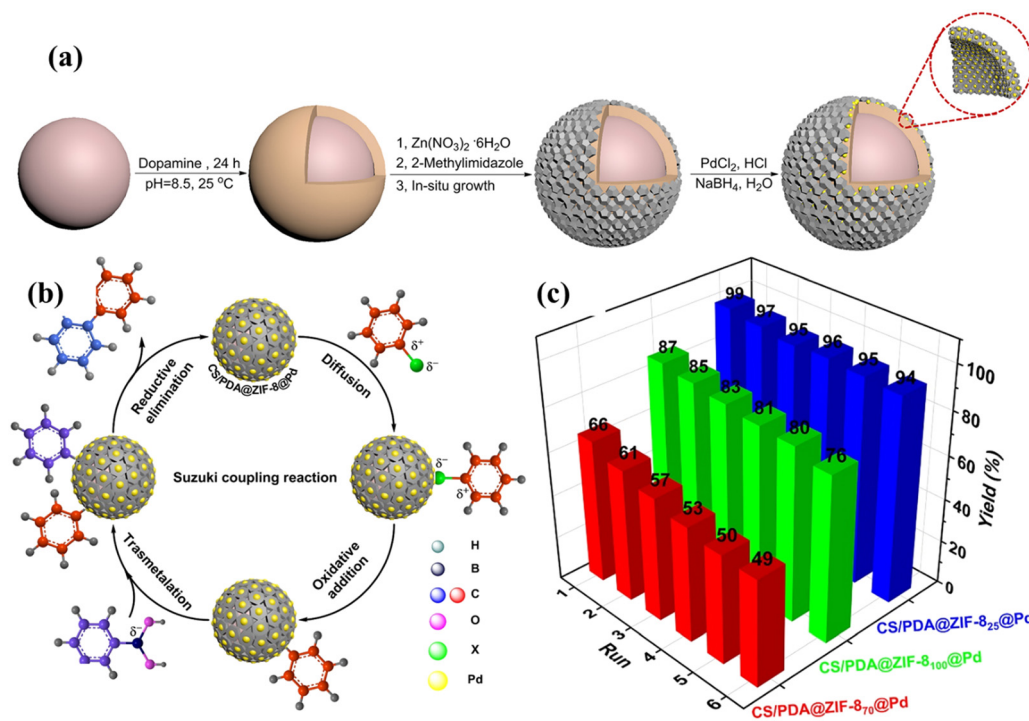 (a)
Dopamine , 24 h
pH=8.5, 25 °C
1, Zn(NO₃)₂ ·6H₂O
2, 2-Methylimidazole
3, In-situ growth
PdCl₂, HCl
NaBH₄, H₂O
(b)
CS/PDA@ZIF-8@Pd
Diffusion
δ⁺
δ⁻
Reductive
elimination
Suzuki coupling reaction
δ⁻
δ⁺
Oxidative
addition
Trasmetalation
δ⁻
H
B
C
O
X
Pd
(c)
99
97
95
96
95
94
87
85
83
81
80
76
66
61
57
53
50
49
100
80
60
40
20
0
Yield (%)
1
2
3
4
5
6
Run
CS/PDA@ZIF-8₂₅@Pd
CS/PDA@ZIF-8₁₀₀@Pd
CS/PDA@ZIF-8₇₀@Pd